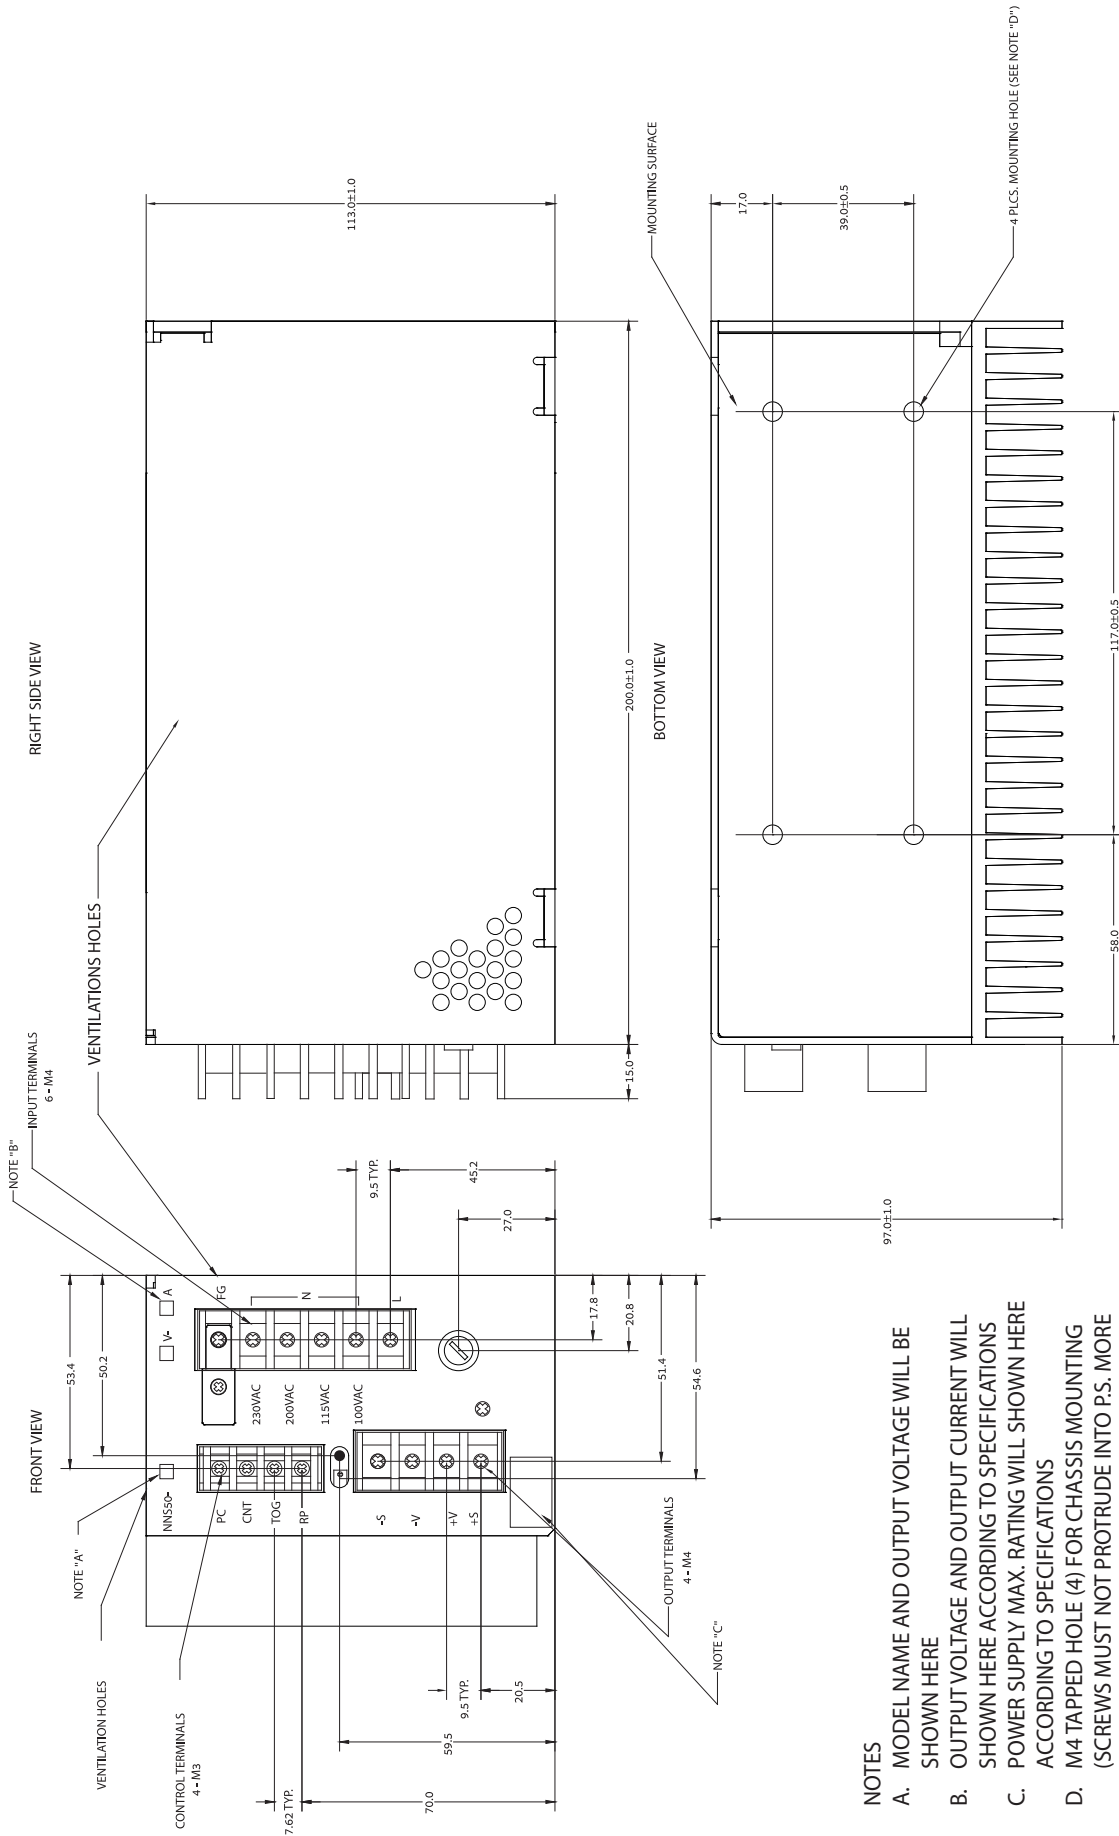 FRONT VIEW
RIGHT SIDE VIEW
BOTTOM VIEW
VENTILATION HOLES
NOTE "A"
NOTE "B"
INPUT TERMINALS
6 - M4
VENTILATIONS HOLES
CONTROL TERMINALS
4 - M3
53.4
50.2
NNS50-
V-
A
PC
CNT
TOG
RP
FG
N
L
230VAC
200VAC
115VAC
100VAC
-S
-V
+V
+S
7.62 TYP.
70.0
59.5
9.5 TYP.
20.5
9.5 TYP.
45.2
27.0
17.8
20.8
51.4
54.6
OUTPUT TERMINALS
4 - M4
NOTE "C"
113.0±1.0
15.0
200.0±1.0
MOUNTING SURFACE
17.0
39.0±0.5
4 PLCS. MOUNTING HOLE (SEE NOTE "D")
97.0±1.0
58.0
117.0±0.5
NOTES
A. MODEL NAME AND OUTPUT VOLTAGE WILL BE
SHOWN HERE
B. OUTPUT VOLTAGE AND OUTPUT CURRENT WILL
SHOWN HERE ACCORDING TO SPECIFICATIONS
C. POWER SUPPLY MAX. RATING WILL SHOWN HERE
ACCORDING TO SPECIFICATIONS
D. M4 TAPPED HOLE (4) FOR CHASSIS MOUNTING
(SCREWS MUST NOT PROTRUDE INTO P.S. MORE